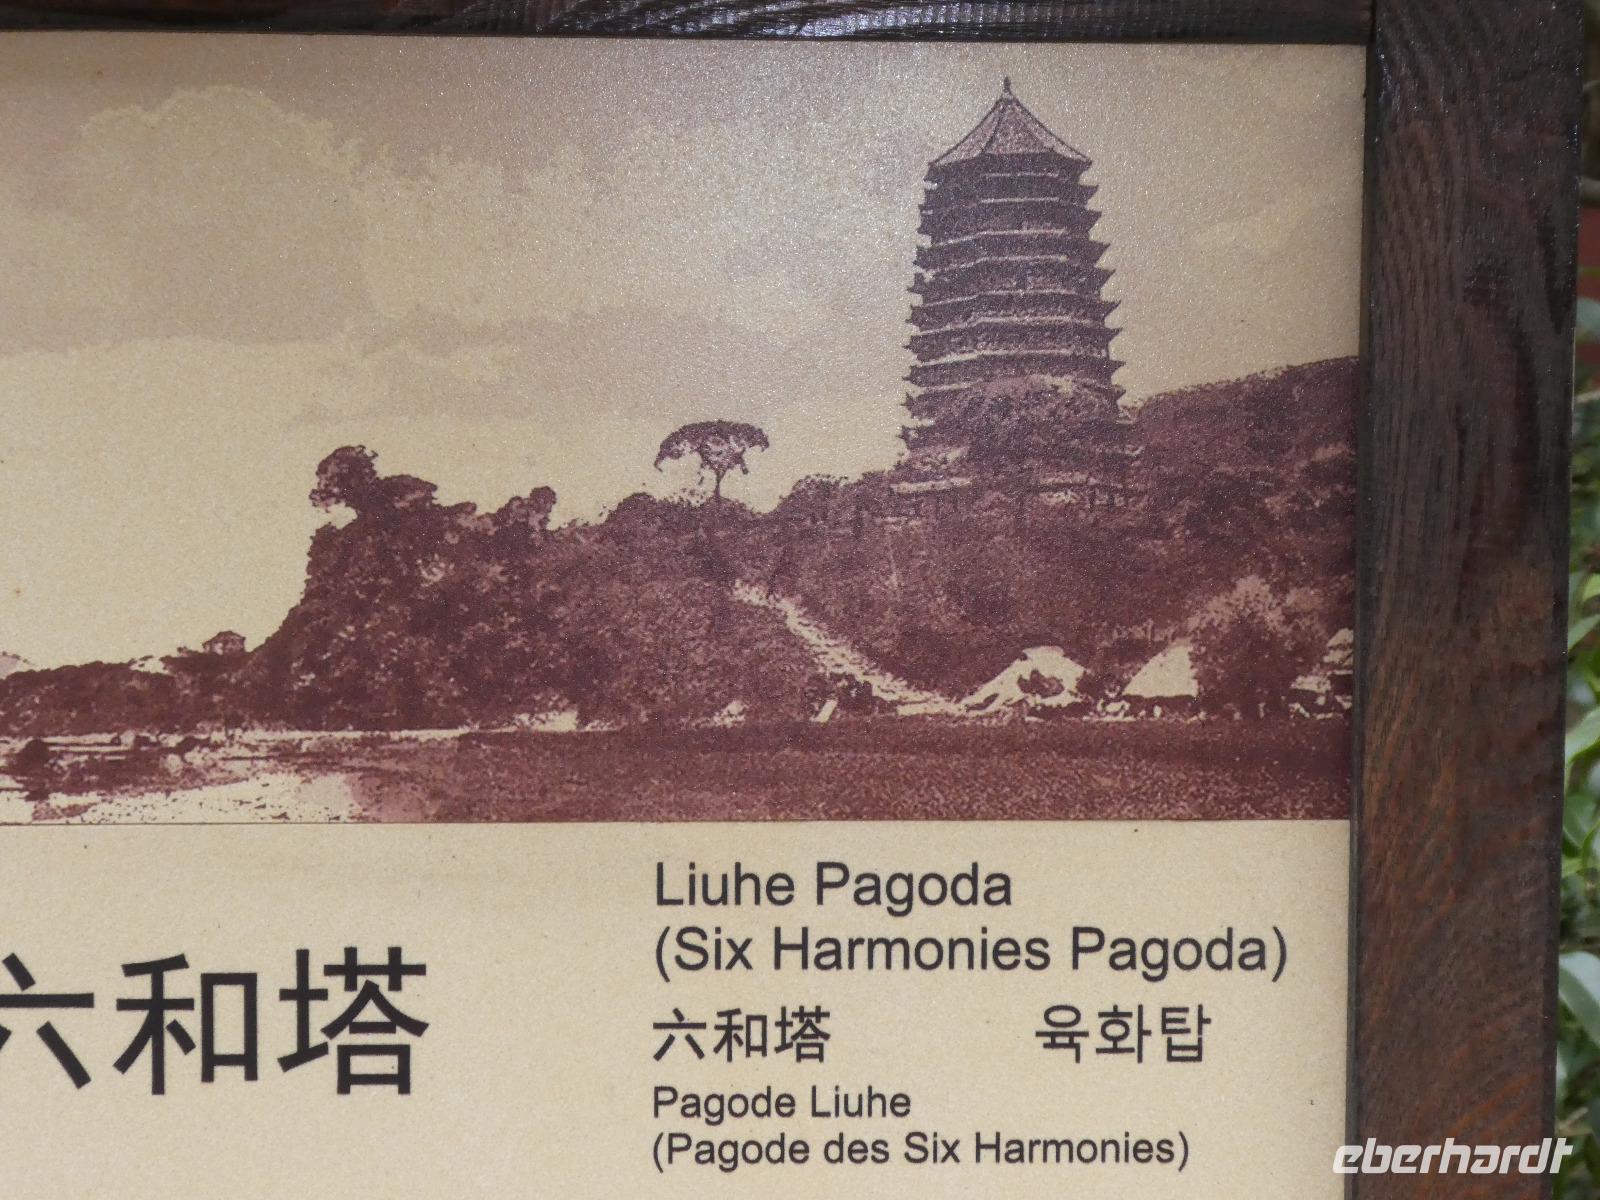 六和塔
Liuhe Pagoda
(Six Harmonies Pagoda)
六和塔 육화탑
Pagode Liuhe
(Pagode des Six Harmonies)
eberhardt